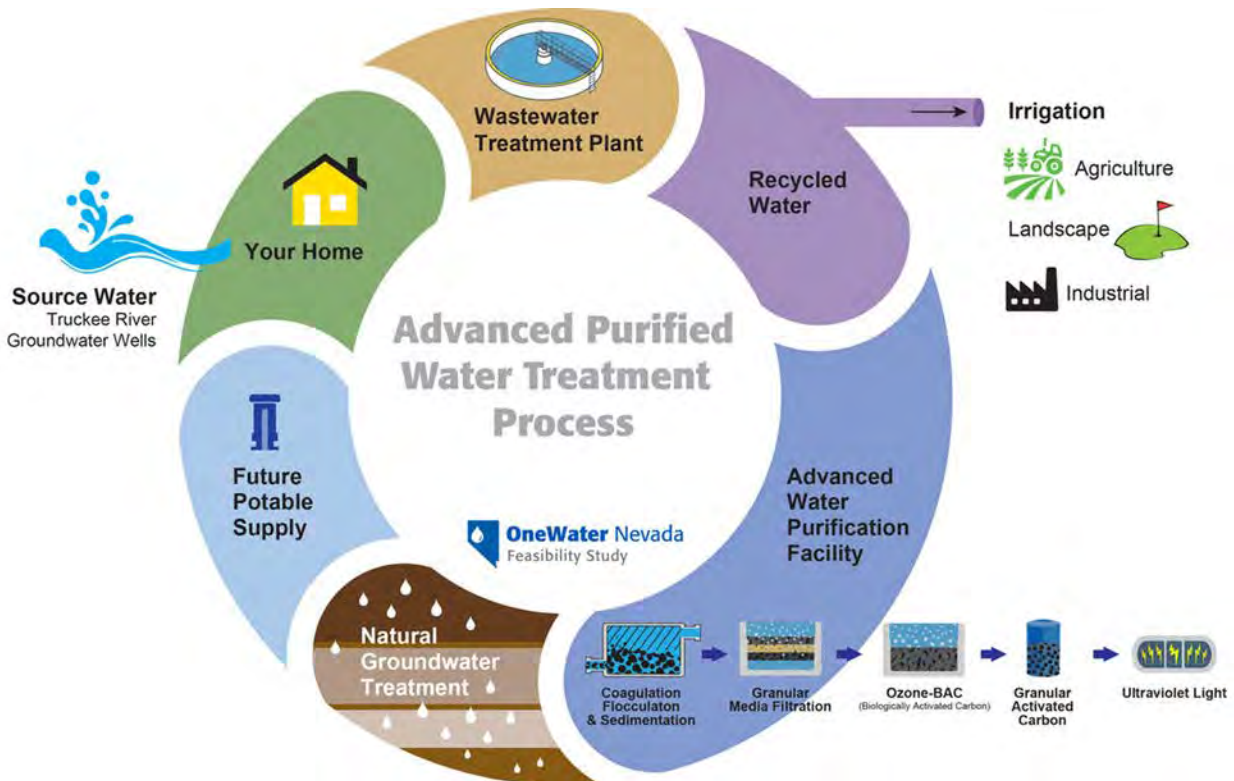 Wastewater
Treatment Plant
Recycled
Water
Irrigation
Agriculture
Landscape
Industrial
Your Home
Source Water
Truckee River
Groundwater Wells
Advanced Purified
Water Treatment
Process
Future
Potable
Supply
Advanced
Water
Purification
Facility
OneWater Nevada
Feasibility Study
Natural
Groundwater
Treatment
Coagulation
Flocculaton
& Sedimentation
Granular
Media Filtration
Ozone-BAC
(Biologically Activated Carbon)
Granular
Activated
Carbon
Ultraviolet Light